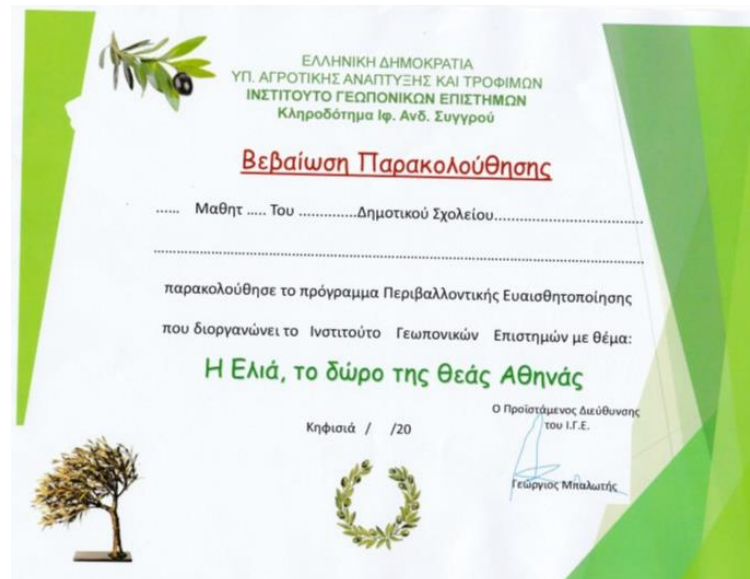 ΕΛΛΗΝΙΚΗ ΔΗΜΟΚΡΑΤΙΑ
ΥΠ. ΑΓΡΟΤΙΚΗΣ ΑΝΑΠΤΥΞΗΣ ΚΑΙ ΤΡΟΦΙΜΩΝ
ΙΝΣΤΙΤΟΥΤΟ ΓΕΩΠΟΝΙΚΩΝ ΕΠΙΣΤΗΜΩΝ
Κληροδότημα Ιφ. Ανδ. Συγγρού
Βεβαίωση Παρακολούθησης
...... Μαθητ ..... Του ..............Δημοτικού Σχολείου....................................
........................................................................................................................
παρακολούθησε το πρόγραμμα Περιβαλλοντικής Ευαισθητοποίησης
που διοργανώνει το Ινστιτούτο Γεωπονικών Επιστημών με θέμα:
Η Ελιά, το δώρο της θεάς Αθηνάς
Ο Προϊστάμενος Διεύθυνσης
του Ι.Γ.Ε.
Κηφισιά / /20
Γεώργιος Μπαλωτής